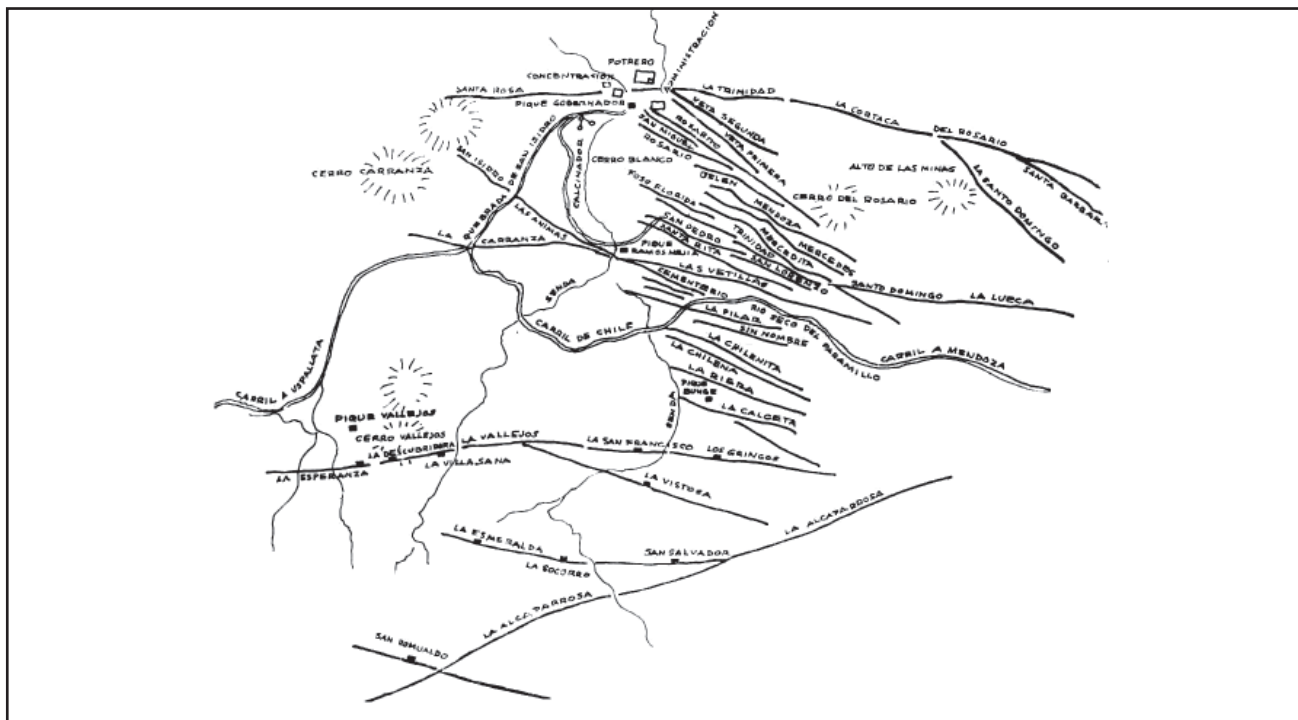 POTRERO
ADMINISTRACION
CONCENTRACION
SANTA ROSA
LA TRINIDAD
PIQUE GOBERNADOR
LA CORTACA
DEL ROSARIO
VETA SEGUNDA
VETA PRIMERA
ROSARITO
SAN MIGUEL
ROSARIO
SANTA BARBAR
LA SANTO DOMINGO
ALTO DE LAS MINAS
CERRO DEL ROSARIO
CERRO BLANCO
CALCINADOR
QUEBRADA DE SAN ISIDRO
SAN ISIDRO
CERRO CARRANZA
BELEN
MENDOZA
MERCEDES
FLORIDA
MERCEDITA
TRINIDAD
SAN PEDRO
SANTA RITA
SAN LORENZO
LAS ANIMAS
LA CARRANZA
PIQUE
RAMOS MEJIA
LAS VETILLAS
CEMENTERIO
SANTO DOMINGO
LA LUECA
SENDA
CARRIL DE CHILE
LA PILAR
SIN NOMBRE
RIO SECO DEL PARAMILLO
CARRIL A MENDOZA
LA CHILENITA
LA CHILENA
LA RIBERA
PIQUE
BUNGE
LA CALCETA
SENDA
CARRIL A USPALLATA
PIQUE VALLEJOS
CERRO VALLEJOS
LA DESCUBRIDORA
LA VALLEJOS
LA VILLASANA
LA ESPERANZA
LA SAN FRANCISCO
LOS GRINGOS
LA VISTOSA
LA ALCAPARROSA
LA ESMERALDA
LA SOCORRO
SAN SALVADOR
LA ALCAPARROSA
SAN ROMUALDO